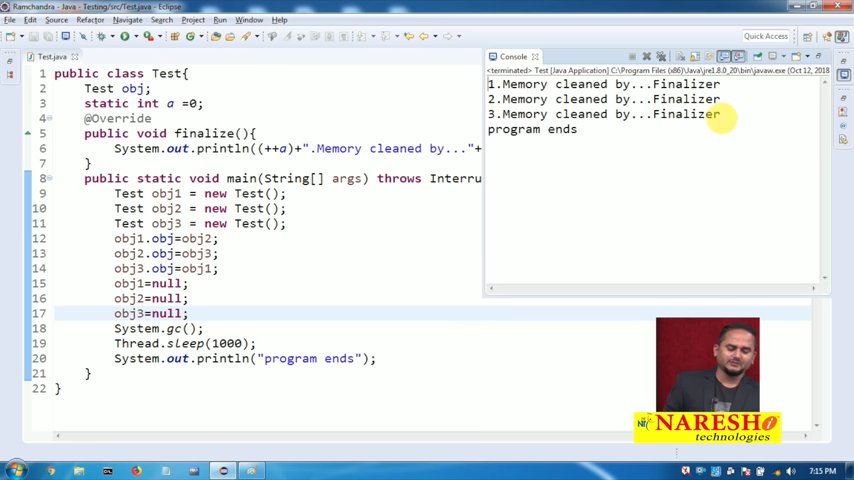 Ramchandra - Java - Testing/src/Test.java - Eclipse
File Edit Source Refactor Navigate Search Project Run Window Help
Quick Access
Test.java
Console
<terminated> Test [Java Application] C:\Program Files (x86)\Java\jre1.8.0_20\bin\javaw.exe (Oct 12, 2018
1.Memory cleaned by...Finalizer
2.Memory cleaned by...Finalizer
3.Memory cleaned by...Finalizer
program ends
1 public class Test{
2 Test obj;
3 static int a =0;
4 @Override
5 public void finalize(){
6 System.out.println((++a)+".Memory cleaned by..."+
7 }
8 public static void main(String[] args) throws Interru
9 Test obj1 = new Test();
10 Test obj2 = new Test();
11 Test obj3 = new Test();
12 obj1.obj=obj2;
13 obj2.obj=obj3;
14 obj3.obj=obj1;
15 obj1=null;
16 obj2=null;
17 obj3=null;
18 System.gc();
19 Thread.sleep(1000);
20 System.out.println("program ends");
21 }
22 }
NARESH i
technologies
7:15 PM